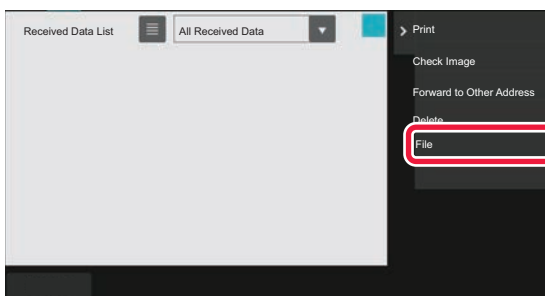 Received Data List
All Received Data
Print
Check Image
Forward to Other Address
Delete
File